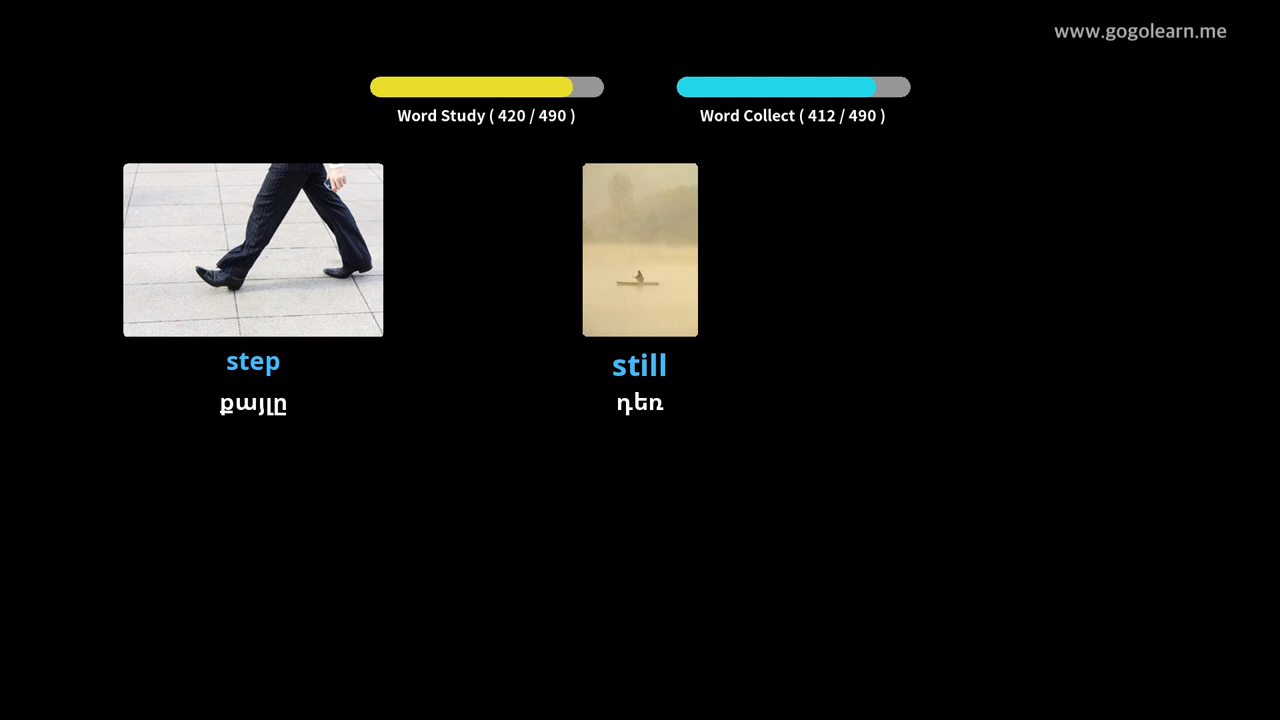 www.gogolearn.me
Word Study ( 420 / 490 )
Word Collect ( 412 / 490 )
step
still
քայլը
դեռ